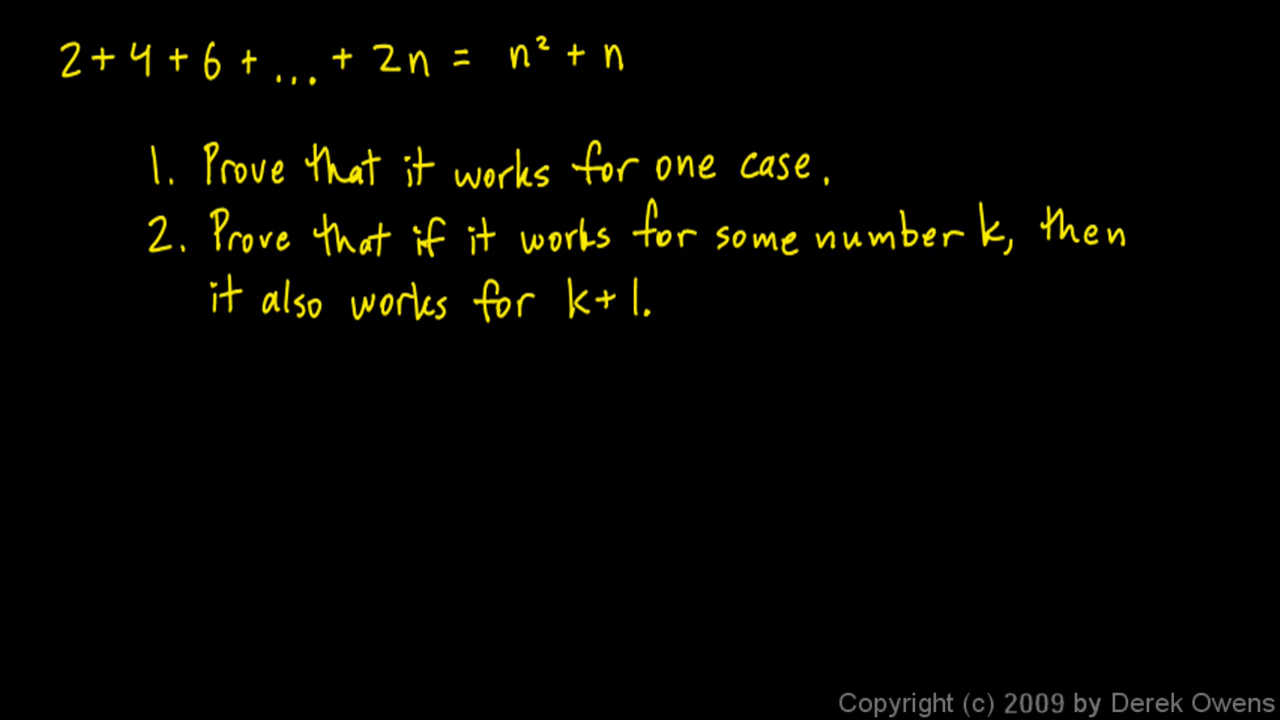 2 + 4 + 6 + ... + 2n = n² + n
1. Prove that it works for one case.
2. Prove that if it works for some number k, then
it also works for k+1.
Copyright (c) 2009 by Derek Owens